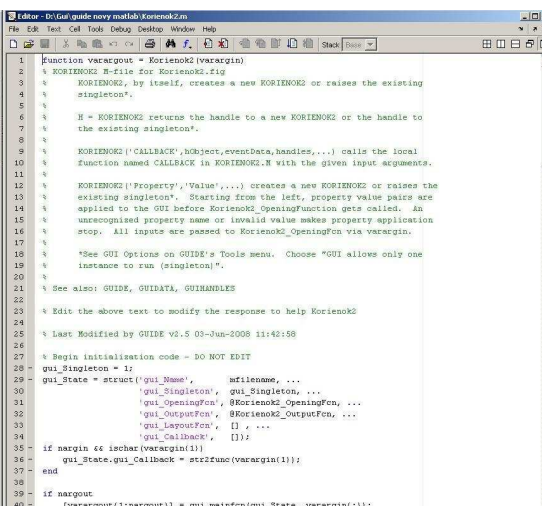 Editor - D:\Gui\guide novy matlab\Korienok2.m
File Edit Text Cell Tools Debug Desktop Window Help
Stack: Base
1 function varargout = Korienok2(varargin)
2 % KORIENOK2 M-file for Korienok2.fig
3 % KORIENOK2, by itself, creates a new KORIENOK2 or raises the existing
4 % singleton*.
5 %
6 % H = KORIENOK2 returns the handle to a new KORIENOK2 or the handle to
7 % the existing singleton*.
8 %
9 % KORIENOK2('CALLBACK',hObject,eventData,handles,...) calls the local
10 % function named CALLBACK in KORIENOK2.M with the given input arguments.
11 %
12 % KORIENOK2('Property','Value',...) creates a new KORIENOK2 or raises the
13 % existing singleton*. Starting from the left, property value pairs are
14 % applied to the GUI before Korienok2_OpeningFunction gets called. An
15 % unrecognized property name or invalid value makes property application
16 % stop. All inputs are passed to Korienok2_OpeningFcn via varargin.
17 %
18 % *See GUI Options on GUIDE's Tools menu. Choose "GUI allows only one
19 % instance to run (singleton)".
20 %
21 % See also: GUIDE, GUIDATA, GUIHANDLES
22
23 % Edit the above text to modify the response to help Korienok2
24
25 % Last Modified by GUIDE v2.5 03-Jun-2008 11:42:58
26
27 % Begin initialization code - DO NOT EDIT
28 - gui_Singleton = 1;
29 - gui_State = struct('gui_Name', mfilename, ...
30 'gui_Singleton', gui_Singleton, ...
31 'gui_OpeningFcn', @Korienok2_OpeningFcn, ...
32 'gui_OutputFcn', @Korienok2_OutputFcn, ...
33 'gui_LayoutFcn', [] , ...
34 'gui_Callback', []);
35 - if nargin && ischar(varargin{1})
36 - gui_State.gui_Callback = str2func(varargin{1});
37 - end
38
39 - if nargout
40 - [varargout{1:nargout}] = gui_mainfcn(gui_State, varargin{:});